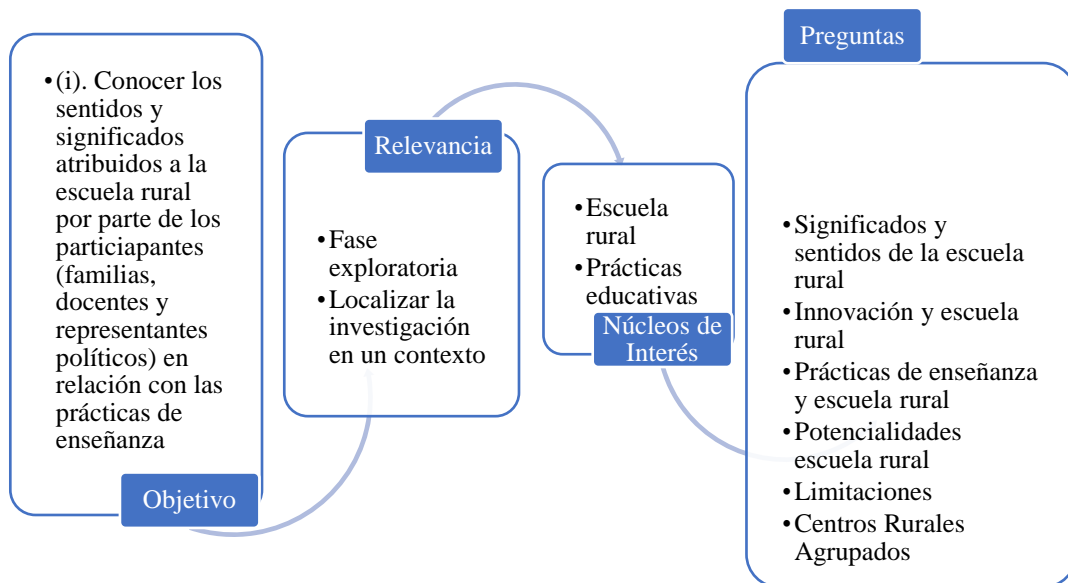 •(i). Conocer los
sentidos y
significados
atribuidos a la
escuela rural
por parte de los
particiapantes
(familias,
docentes y
representantes
políticos) en
relación con las
prácticas de
enseñanza
Objetivo
Relevancia
•Fase
exploratoria
•Localizar la
investigación
en un contexto
•Escuela
rural
•Prácticas
educativas
Núcleos de
Interés
Preguntas
•Significados y
sentidos de la escuela
rural
•Innovación y escuela
rural
•Prácticas de enseñanza
y escuela rural
•Potencialidades
escuela rural
•Limitaciones
•Centros Rurales
Agrupados